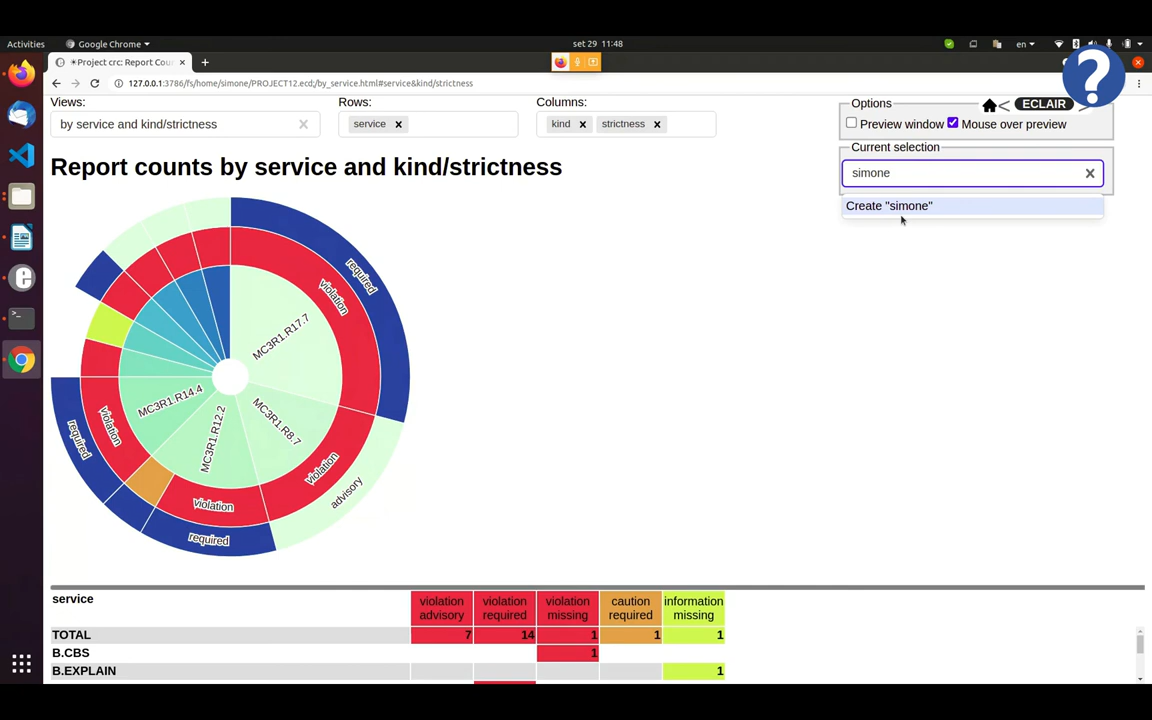 Activities
Google Chrome
set 29 11:48
en
Project crc: Report Cou
127.0.0.1:3786/fs/home/simone/PROJECT12.ecd;/by_service.html#service&kind/strictness
Views:
Rows:
Columns:
by service and kind/strictness
service
kind
strictness
Options
ECLAIR
Preview window
Mouse over preview
Current selection
simone
Create "simone"
Report counts by service and kind/strictness
required
violation
MC3R1.R17.7
MC3R1.R14.4
MC3R1.R12.2
MC3R1.R8.7
violation
required
violation
advisory
violation
required
service
violation advisory
violation required
violation missing
caution required
information missing
TOTAL 7 14 1 1 1
B.CBS 1
B.EXPLAIN 1